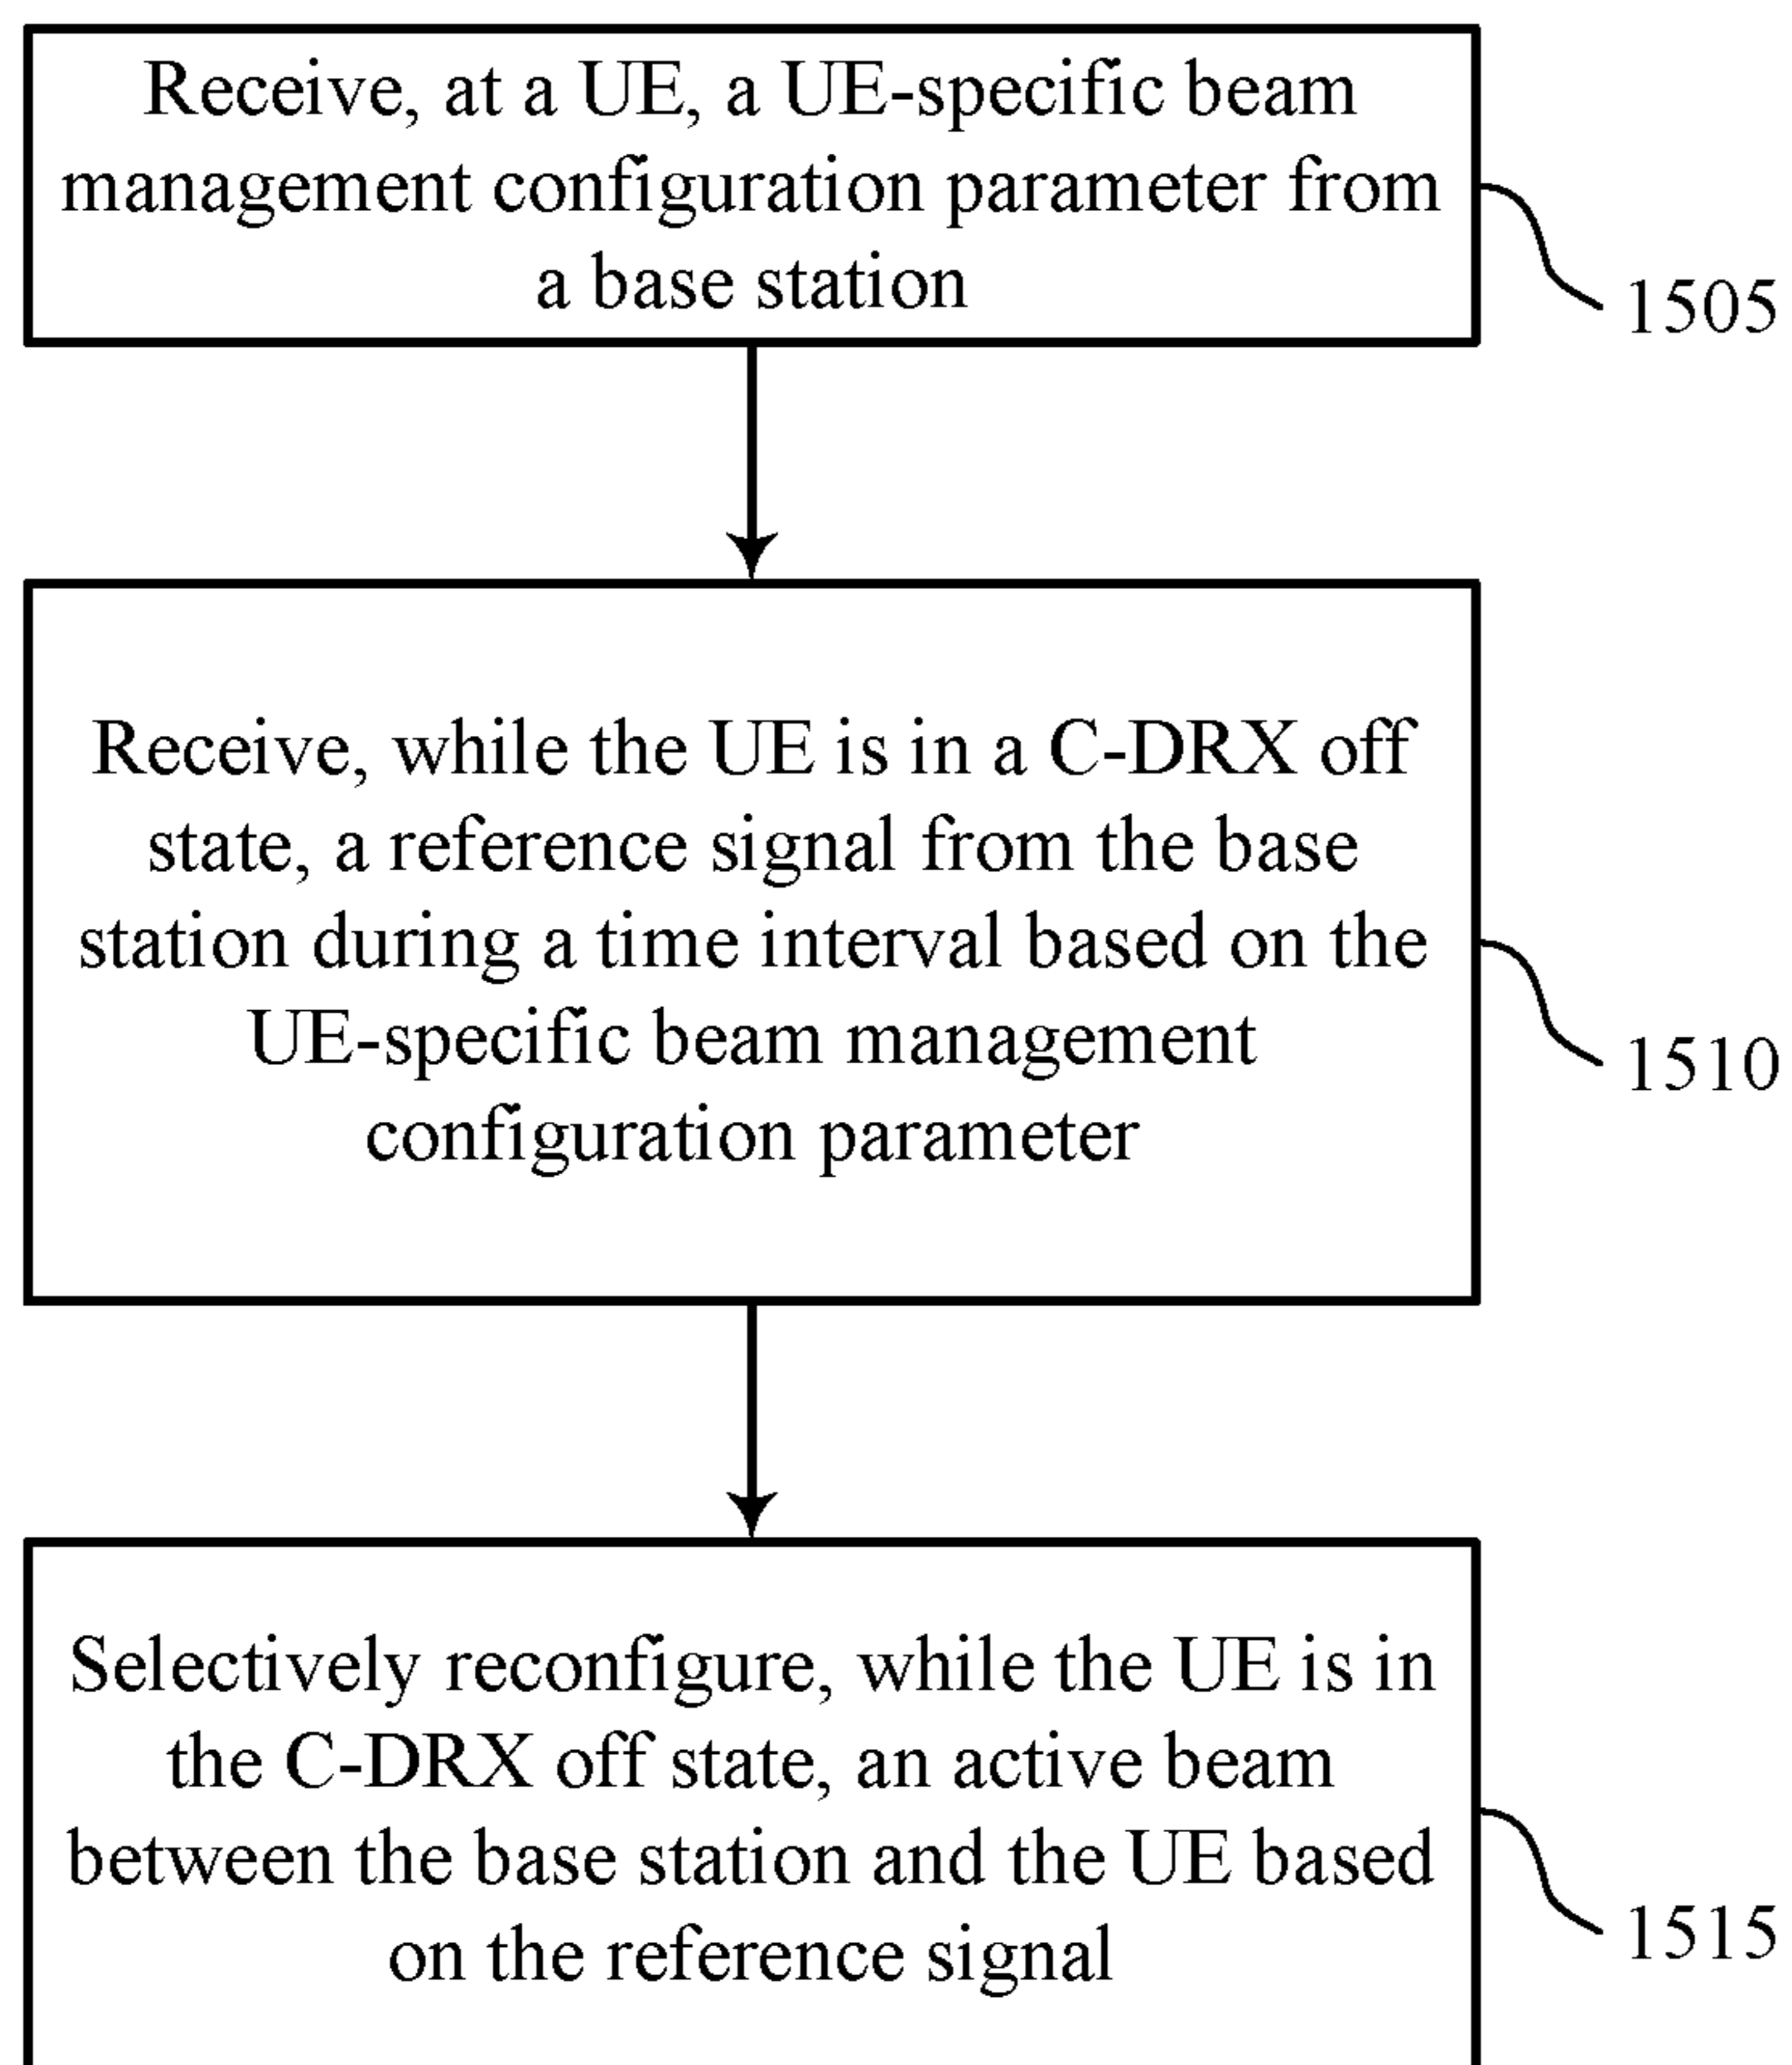 Receive, at a UE, a UE-specific beam
management configuration parameter from
a base station
1505
Receive, while the UE is in a C-DRX off
state, a reference signal from the base
station during a time interval based on the
UE-specific beam management
configuration parameter
1510
Selectively reconfigure, while the UE is in
the C-DRX off state, an active beam
between the base station and the UE based
on the reference signal
1515